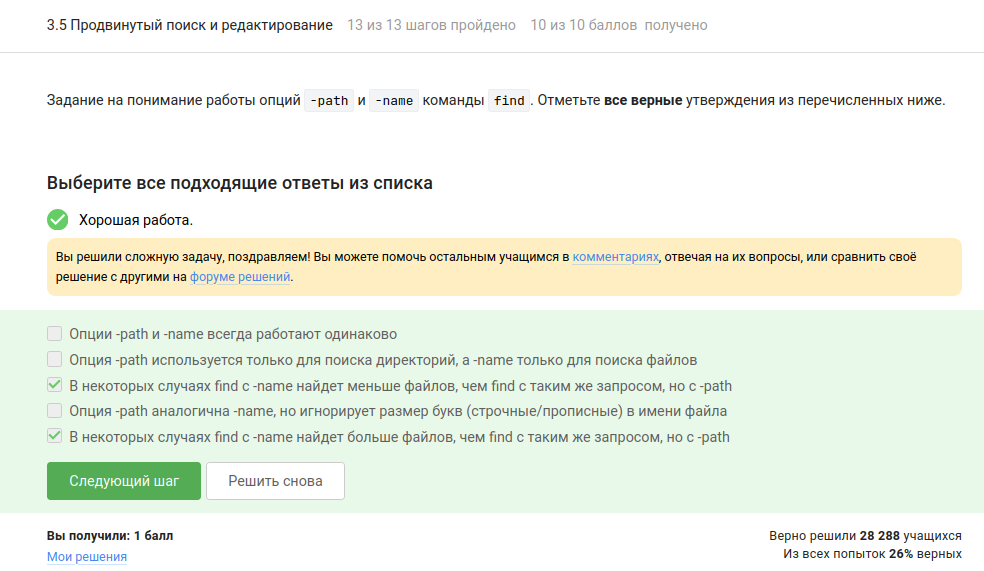 3.5 Продвинутый поиск и редактирование 13 из 13 шагов пройдено 10 из 10 баллов получено
Задание на понимание работы опций -path и -name команды find. Отметьте все верные утверждения из перечисленных ниже.
Выберите все подходящие ответы из списка
Хорошая работа.
Вы решили сложную задачу, поздравляем! Вы можете помочь остальным учащимся в комментариях, отвечая на их вопросы, или сравнить своё
решение с другими на форуме решений.
Опции -path и -name всегда работают одинаково
Опция -path используется только для поиска директорий, а -name только для поиска файлов
В некоторых случаях find с -name найдет меньше файлов, чем find с таким же запросом, но с -path
Опция -path аналогична -name, но игнорирует размер букв (строчные/прописные) в имени файла
В некоторых случаях find с -name найдет больше файлов, чем find с таким же запросом, но с -path
Следующий шаг Решить снова
Вы получили: 1 балл Верно решили 28 288 учащихся
Мои решения Из всех попыток 26% верных